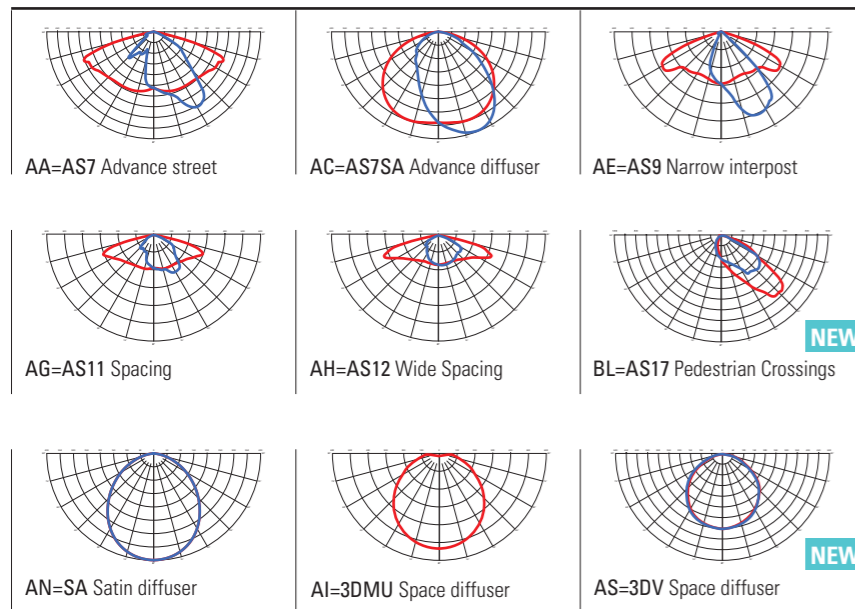 AA=AS7 Advance street
AC=AS7SA Advance diffuser
AE=AS9 Narrow interpost
AG=AS11 Spacing
AH=AS12 Wide Spacing
NEW
BL=AS17 Pedestrian Crossings
AN=SA Satin diffuser
AI=3DMU Space diffuser
NEW
AS=3DV Space diffuser